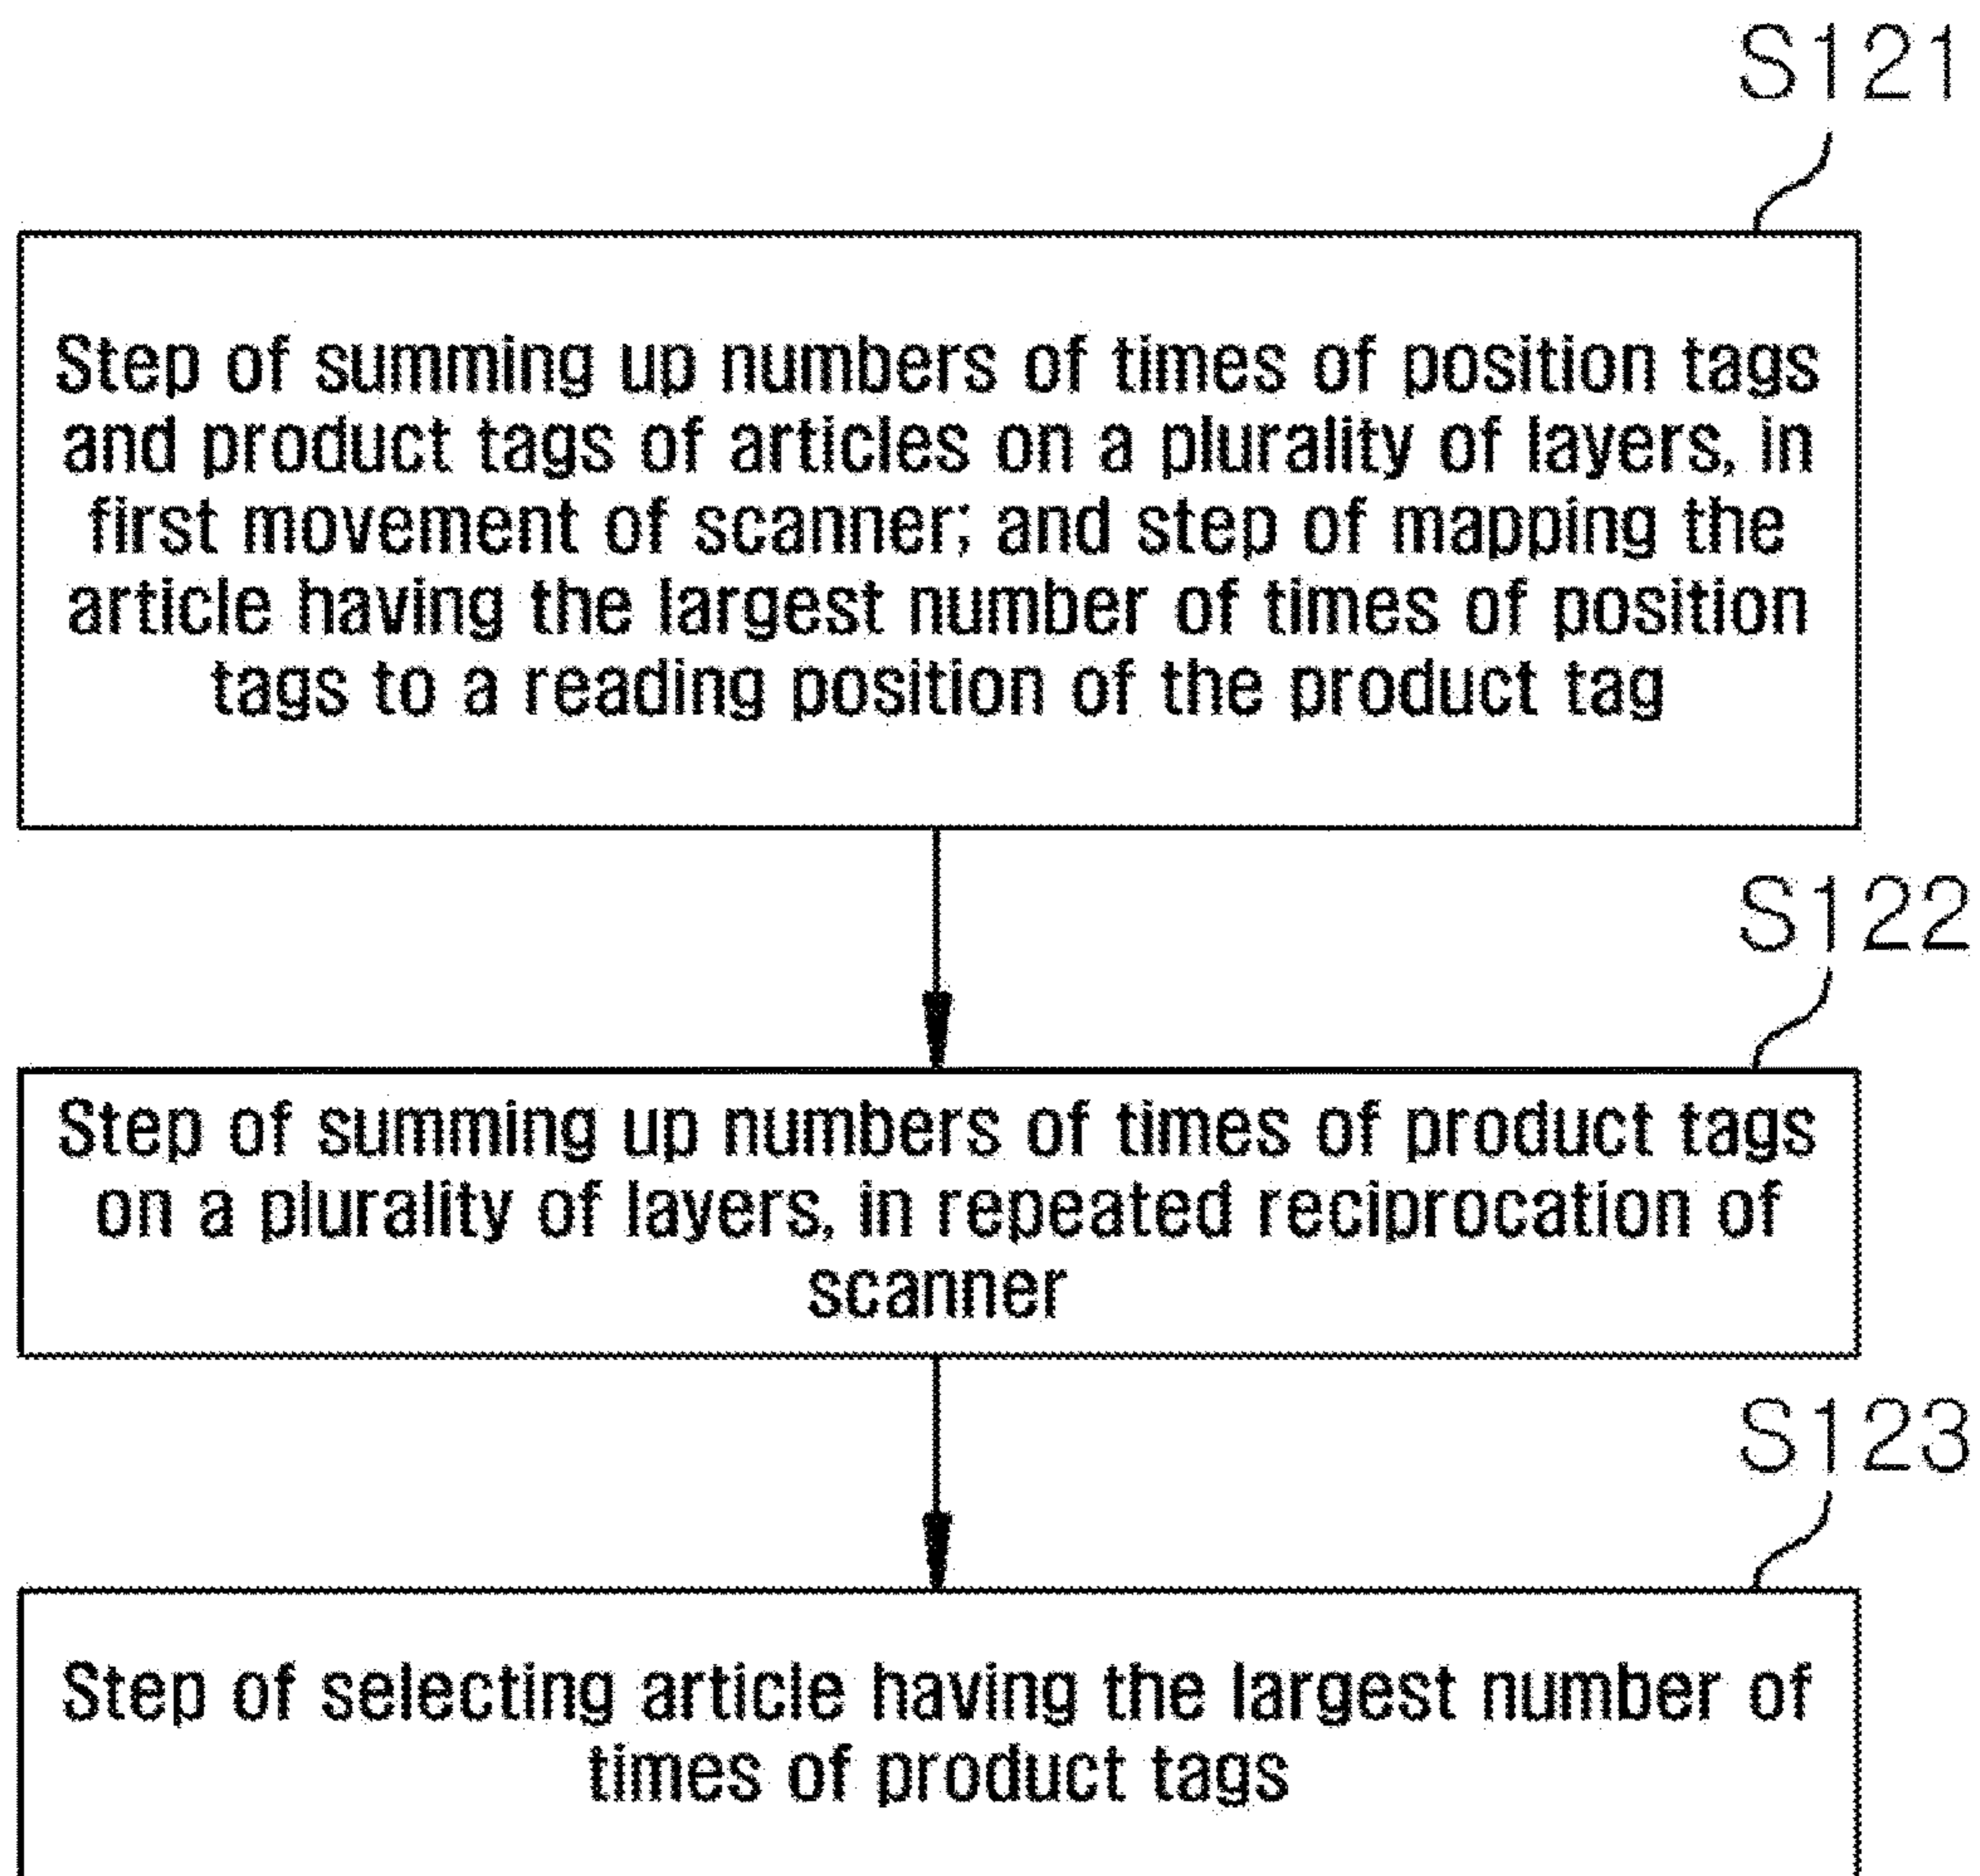 S121
Step of summing up numbers of times of position tags
and product tags of articles on a plurality of layers, in
first movement of scanner; and step of mapping the
article having the largest number of times of position
tags to a reading position of the product tag
S122
Step of summing up numbers of times of product tags
on a plurality of layers, in repeated reciprocation of
scanner
S123
Step of selecting article having the largest number of
times of product tags